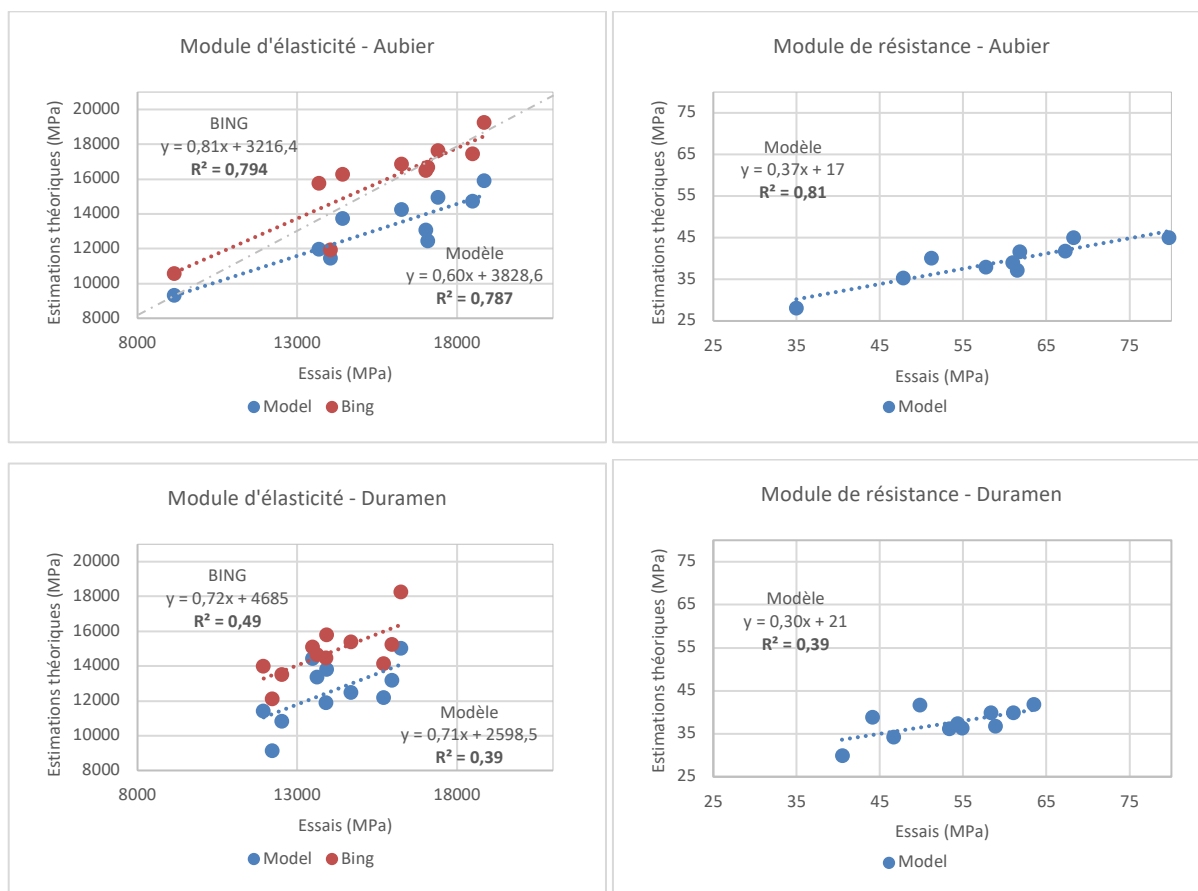 Module d'élasticité - Aubier
Estimations théoriques (MPa)
20000
18000
16000
14000
12000
10000
8000
BING
y = 0,81x + 3216,4
R² = 0,794
Modèle
y = 0,60x + 3828,6
R² = 0,787
8000 13000 18000
Essais (MPa)
Model Bing
Module de résistance - Aubier
Estimations théoriques (MPa)
75
65
55
45
35
25
Modèle
y = 0,37x + 17
R² = 0,81
25 35 45 55 65 75
Essais (MPa)
Model
Module d'élasticité - Duramen
Estimations théoriques (MPa)
20000
18000
16000
14000
12000
10000
8000
BING
y = 0,72x + 4685
R² = 0,49
Modèle
y = 0,71x + 2598,5
R² = 0,39
8000 13000 18000
Essais (MPa)
Model Bing
Module de résistance - Duramen
Estimations théoriques (MPa)
75
65
55
45
35
25
Modèle
y = 0,30x + 21
R² = 0,39
25 35 45 55 65 75
Essais (MPa)
Model